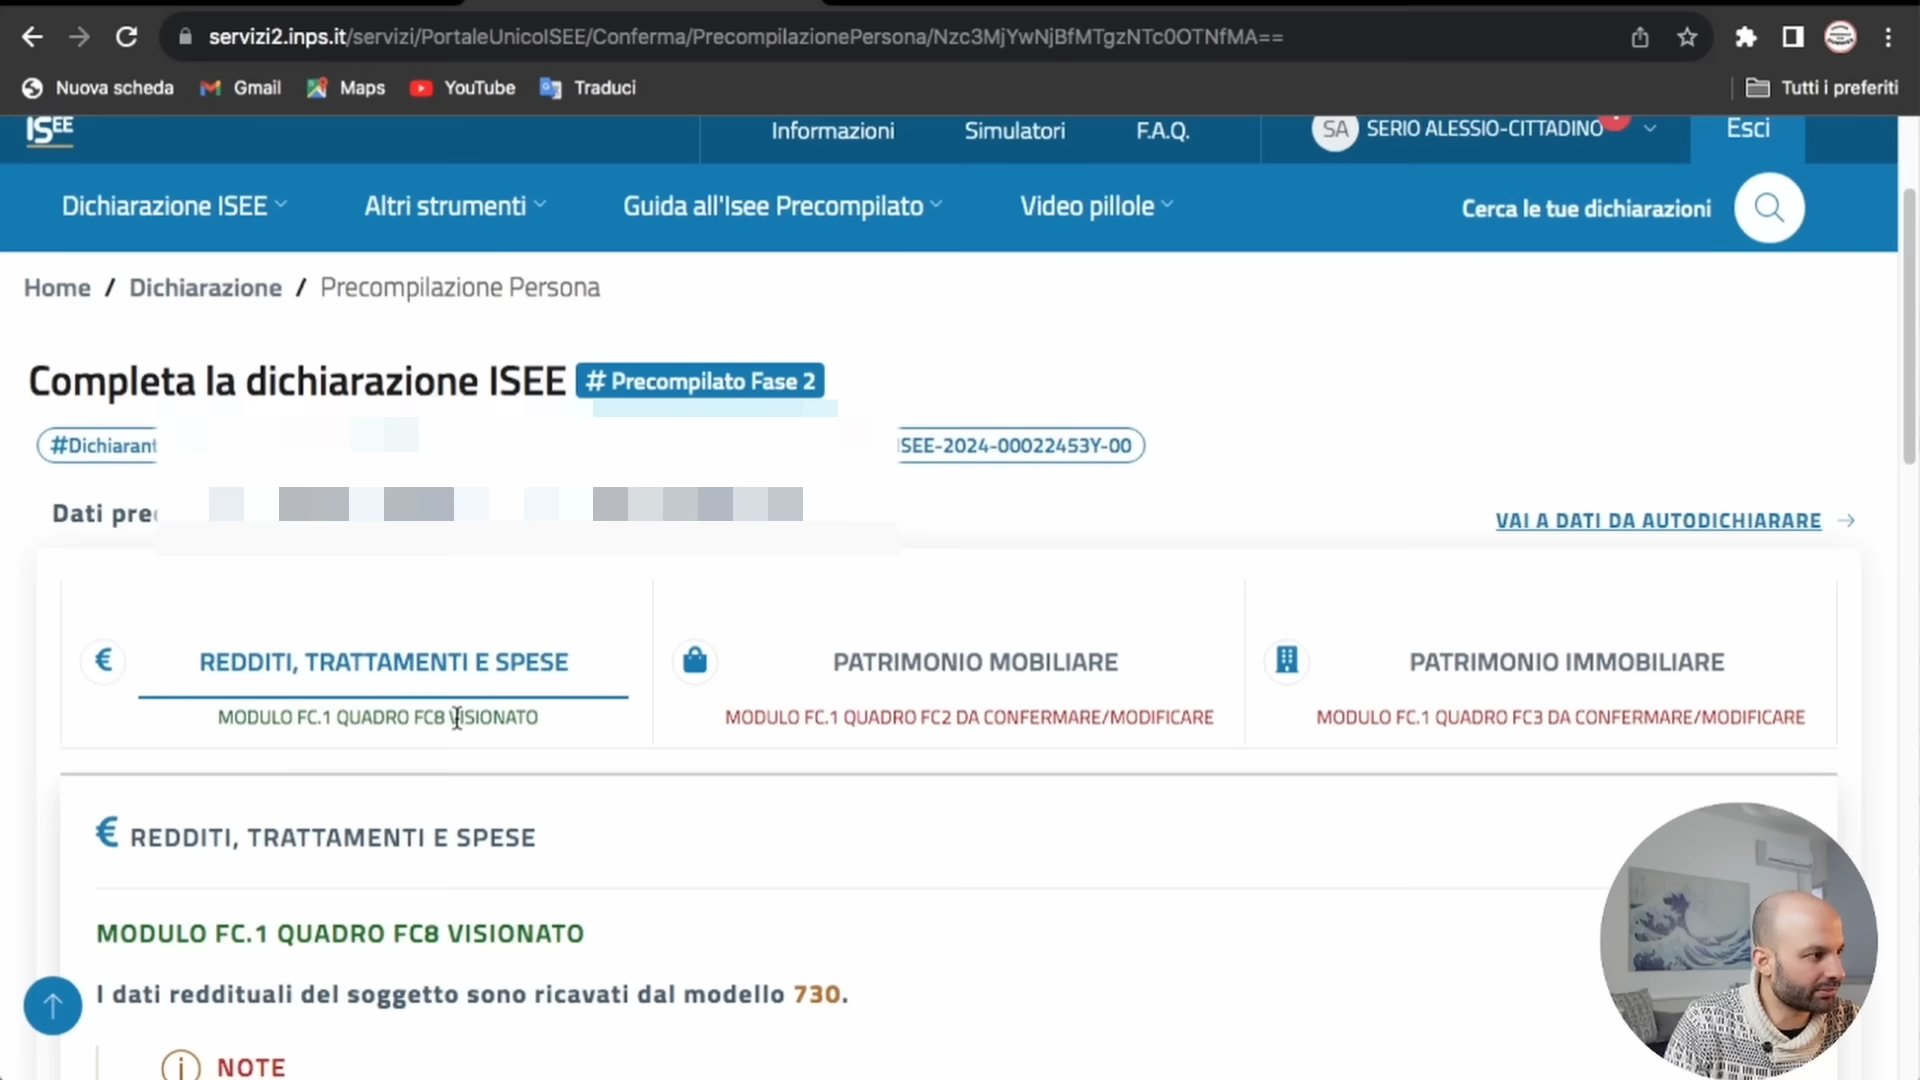 servizi2.inps.it/servizi/PortaleUnicoISEE/Conferma/PrecompilazionePersona/Nzc3MjYwNjBfMTgzNTc0OTNfMA==
Nuova scheda Gmail Maps YouTube Traduci Tutti i preferiti
ISEE Informazioni Simulatori F.A.Q. SA SERIO ALESSIO-CITTADINO Esci
Dichiarazione ISEE Altri strumenti Guida all'Isee Precompilato Video pillole Cerca le tue dichiarazioni
Home / Dichiarazione / Precompilazione Persona
Completa la dichiarazione ISEE # Precompilato Fase 2
#Dichiarant ISEE-2024-00022453Y-00
Dati pre
VAI A DATI DA AUTODICHIARARE →
€ REDDITI, TRATTAMENTI E SPESE
MODULO FC.1 QUADRO FC8 VISIONATO
PATRIMONIO MOBILIARE
MODULO FC.1 QUADRO FC2 DA CONFERMARE/MODIFICARE
PATRIMONIO IMMOBILIARE
MODULO FC.1 QUADRO FC3 DA CONFERMARE/MODIFICARE
€ REDDITI, TRATTAMENTI E SPESE
MODULO FC.1 QUADRO FC8 VISIONATO
I dati reddituali del soggetto sono ricavati dal modello 730.
NOTE